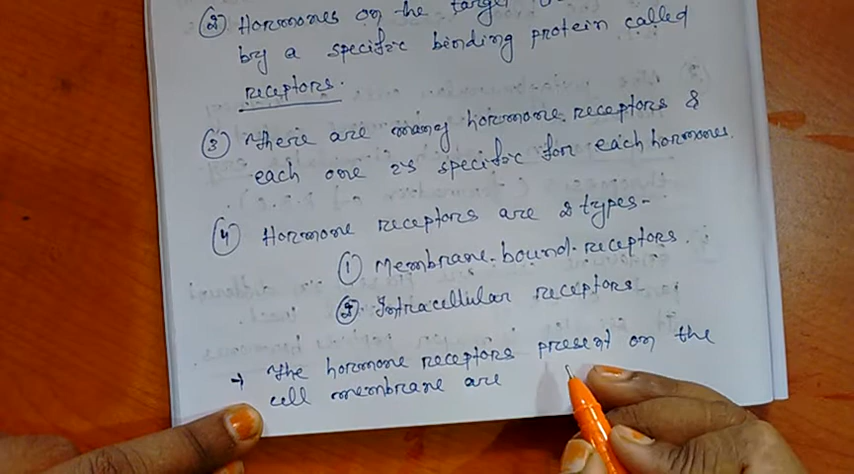 ② Hormones on the target
by a specific binding protein called
receptors.
③ There are many hormone receptors &
each one is specific for each hormones.
④ Hormone receptors are 2 types-
① Membrane-bound-receptors.
② Intracellular receptors
→ The hormone receptors present on the
cell membrane are